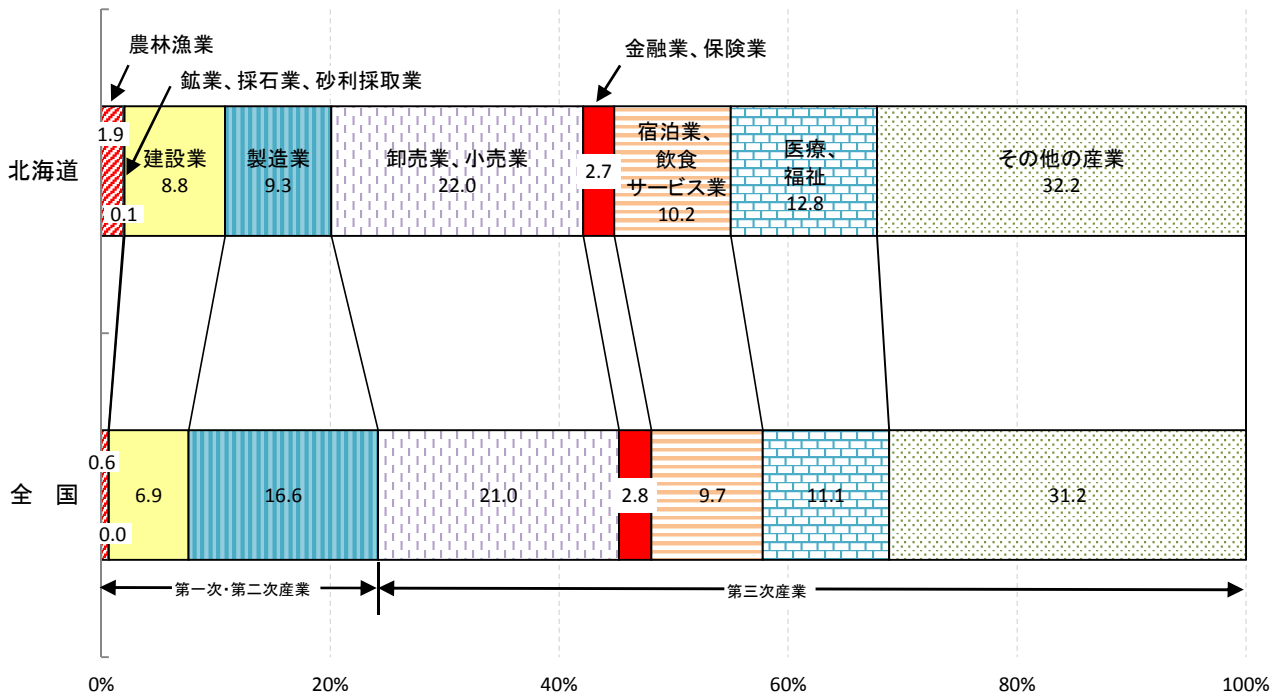 農林漁業
金融業、保険業
鉱業、採石業、砂利採取業
北海道
1.9
0.1
建設業
8.8
製造業
9.3
卸売業、小売業
22.0
2.7
宿泊業、
飲食
サービス業
10.2
医療、
福祉
12.8
その他の産業
32.2
全 国
0.6
0.0
6.9
16.6
21.0
2.8
9.7
11.1
31.2
第一次・第二次産業
第三次産業
0%
20%
40%
60%
80%
100%